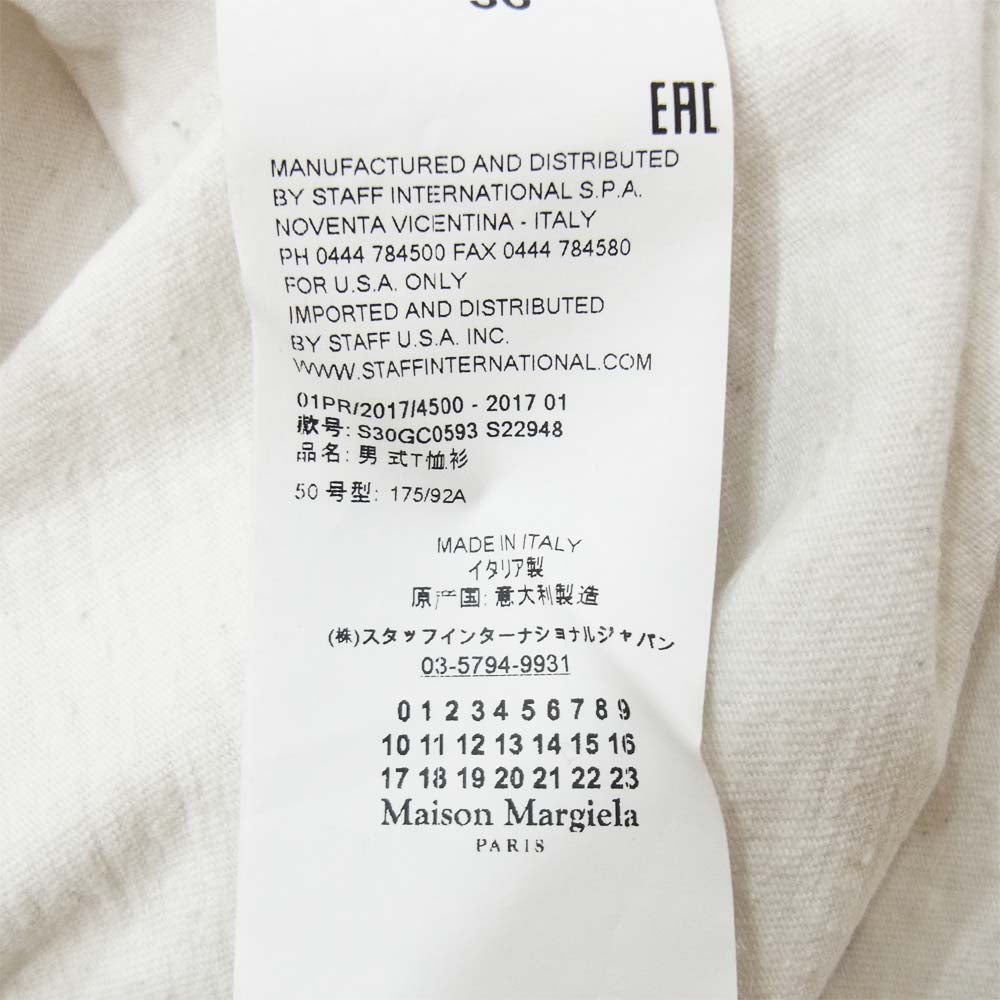 EAC
MANUFACTURED AND DISTRIBUTED
BY STAFF INTERNATIONAL S.P.A.
NOVENTA VICENTINA - ITALY
PH 0444 784500 FAX 0444 784580
FOR U.S.A. ONLY
IMPORTED AND DISTRIBUTED
BY STAFF U.S.A. INC.
WWW.STAFFINTERNATIONAL.COM
01PR/2017/4500 - 2017 01
款号: S30GC0593 S22948
品名: 男式T恤衫
50 号型: 175/92A
MADE IN ITALY
イタリア製
原产国: 意大利製造
(株)スタッフインターナショナルジャパン
03-5794-9931
0 1 2 3 4 5 6 7 8 9
10 11 12 13 14 15 16
17 18 19 20 21 22 23
Maison Margiela
PARIS